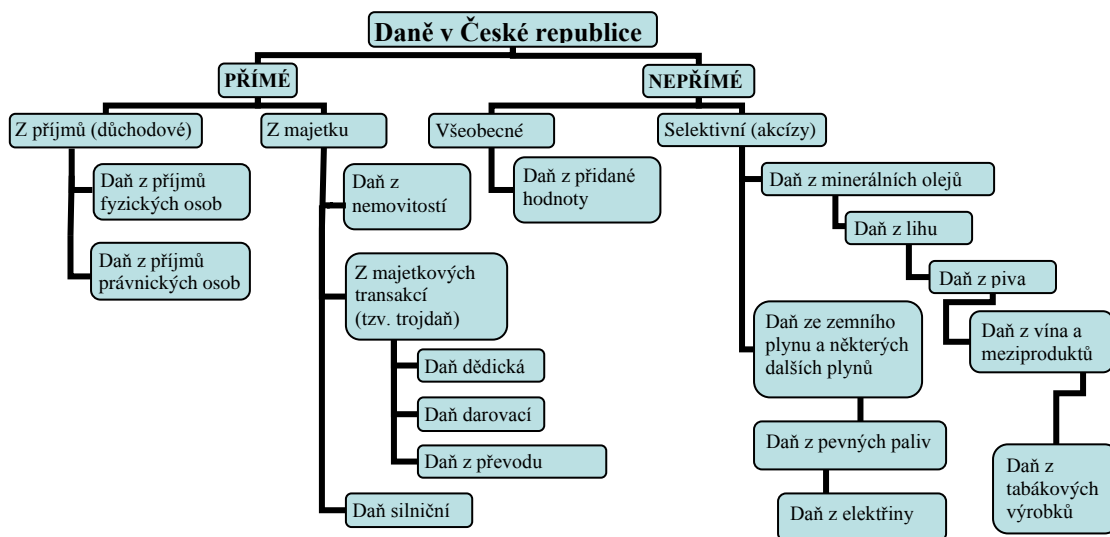 Daně v České republice
PŘÍMÉ
NEPŘÍMÉ
Z příjmů (důchodové)
Z majetku
Všeobecné
Selektivní (akcízy)
Daň z příjmů
fyzických osob
Daň z příjmů
právnických osob
Daň z
nemovitostí
Z majetkových
transakcí
(tzv. trojdaň)
Daň dědická
Daň darovací
Daň z převodu
Daň silniční
Daň z přidané
hodnoty
Daň z minerálních olejů
Daň z lihu
Daň z piva
Daň z vína a
meziproduktů
Daň z
tabákových
výrobků
Daň ze zemního
plynu a některých
dalších plynů
Daň z pevných paliv
Daň z elektřiny